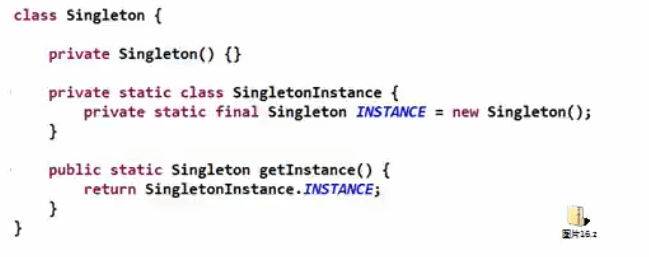 class Singleton {
private Singleton() {}
private static class SingletonInstance {
private static final Singleton INSTANCE = new Singleton();
}
public static Singleton getInstance() {
return SingletonInstance.INSTANCE;
}
}
图片16.z